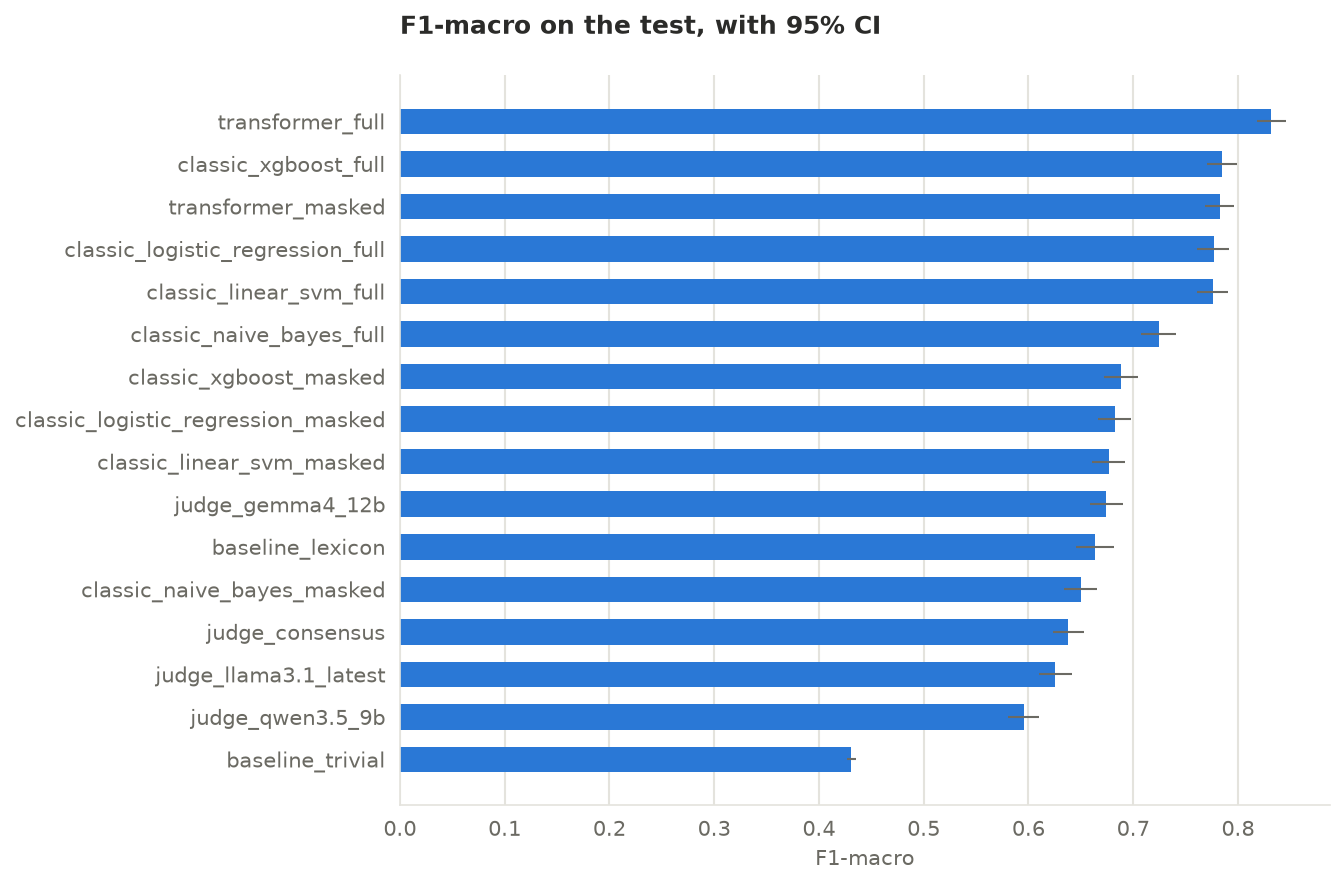 F1-macro on the test, with 95% CI
transformer_full
classic_xgboost_full
transformer_masked
classic_logistic_regression_full
classic_linear_svm_full
classic_naive_bayes_full
classic_xgboost_masked
classic_logistic_regression_masked
classic_linear_svm_masked
judge_gemma4_12b
baseline_lexicon
classic_naive_bayes_masked
judge_consensus
judge_llama3.1_latest
judge_qwen3.5_9b
baseline_trivial
0.0 0.1 0.2 0.3 0.4 0.5 0.6 0.7 0.8
F1-macro